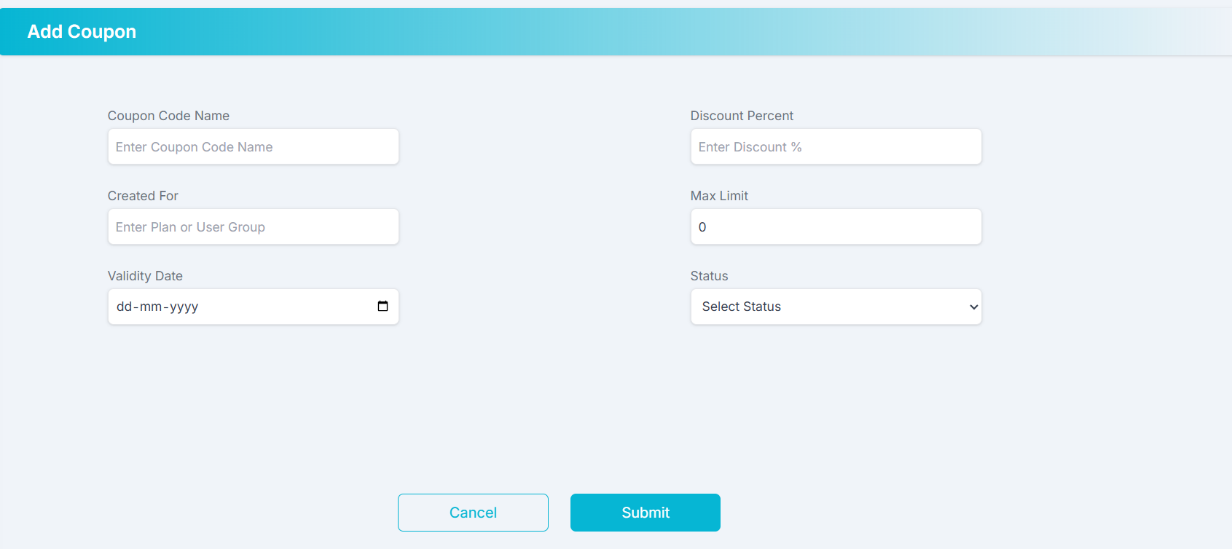 Add Coupon
Coupon Code Name
Enter Coupon Code Name
Discount Percent
Enter Discount %
Created For
Enter Plan or User Group
Max Limit
0
Validity Date
dd-mm-yyyy
Status
Select Status
Cancel
Submit